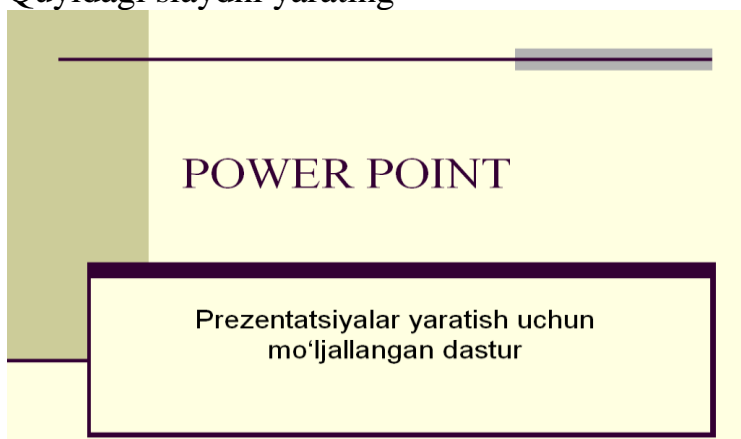 Quyidagi slaydni yarating
POWER POINT
Prezentatsiyalar yaratish uchun
mo‘ljallangan dastur